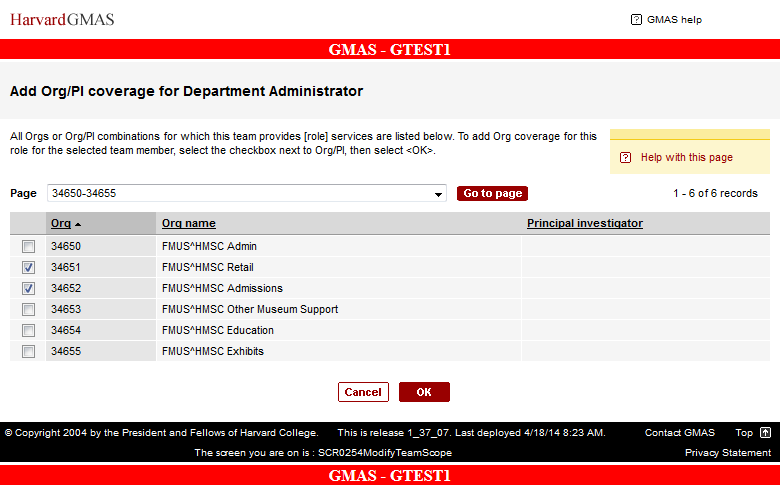 HarvardGMAS
GMAS help
GMAS - GTEST1
Add Org/PI coverage for Department Administrator
All Orgs or Org/PI combinations for which this team provides [role] services are listed below. To add Org coverage for this
role for the selected team member, select the checkbox next to Org/PI, then select <OK>.
Help with this page
Page 34650-34655 Go to page 1 - 6 of 6 records
Org Org name Principal investigator
34650 FMUS^HMSC Admin
34651 FMUS^HMSC Retail
34652 FMUS^HMSC Admissions
34653 FMUS^HMSC Other Museum Support
34654 FMUS^HMSC Education
34655 FMUS^HMSC Exhibits
Cancel OK
© Copyright 2004 by the President and Fellows of Harvard College. This is release 1_37_07. Last deployed 4/18/14 8:23 AM. Contact GMAS Top
The screen you are on is : SCR0254ModifyTeamScope Privacy Statement
GMAS - GTEST1